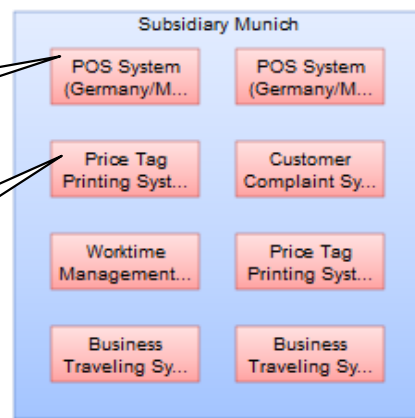 Subsidiary Munich
POS System
(Germany/M...
POS System
(Germany/M...
Price Tag
Printing Syst...
Customer
Complaint Sy...
Worktime
Management...
Price Tag
Printing Syst...
Business
Traveling Sy...
Business
Traveling Sy...